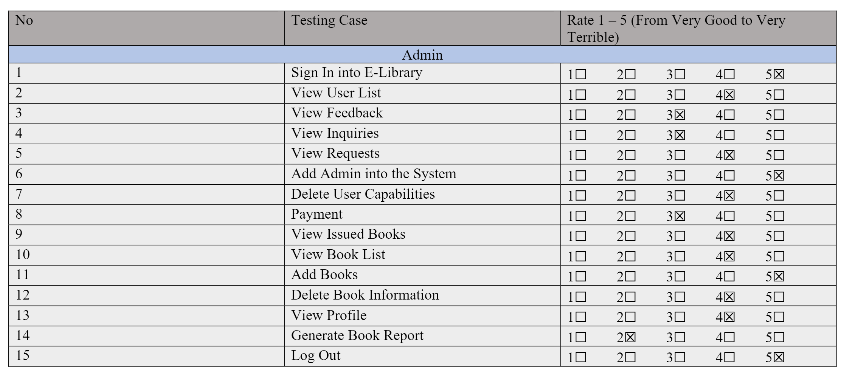 No Testing Case Rate 1 – 5 (From Very Good to Very
Terrible)
Admin
1 Sign In into E-Library 1☐ 2☐ 3☐ 4☐ 5☒
2 View User List 1☐ 2☐ 3☐ 4☒ 5☐
3 View Feedback 1☐ 2☐ 3☒ 4☐ 5☐
4 View Inquiries 1☐ 2☐ 3☒ 4☐ 5☐
5 View Requests 1☐ 2☐ 3☐ 4☒ 5☐
6 Add Admin into the System 1☐ 2☐ 3☐ 4☐ 5☒
7 Delete User Capabilities 1☐ 2☐ 3☐ 4☒ 5☐
8 Payment 1☐ 2☐ 3☒ 4☐ 5☐
9 View Issued Books 1☐ 2☐ 3☐ 4☒ 5☐
10 View Book List 1☐ 2☐ 3☐ 4☒ 5☐
11 Add Books 1☐ 2☐ 3☐ 4☐ 5☒
12 Delete Book Information 1☐ 2☐ 3☐ 4☒ 5☐
13 View Profile 1☐ 2☐ 3☐ 4☒ 5☐
14 Generate Book Report 1☐ 2☒ 3☐ 4☐ 5☐
15 Log Out 1☐ 2☐ 3☐ 4☐ 5☒